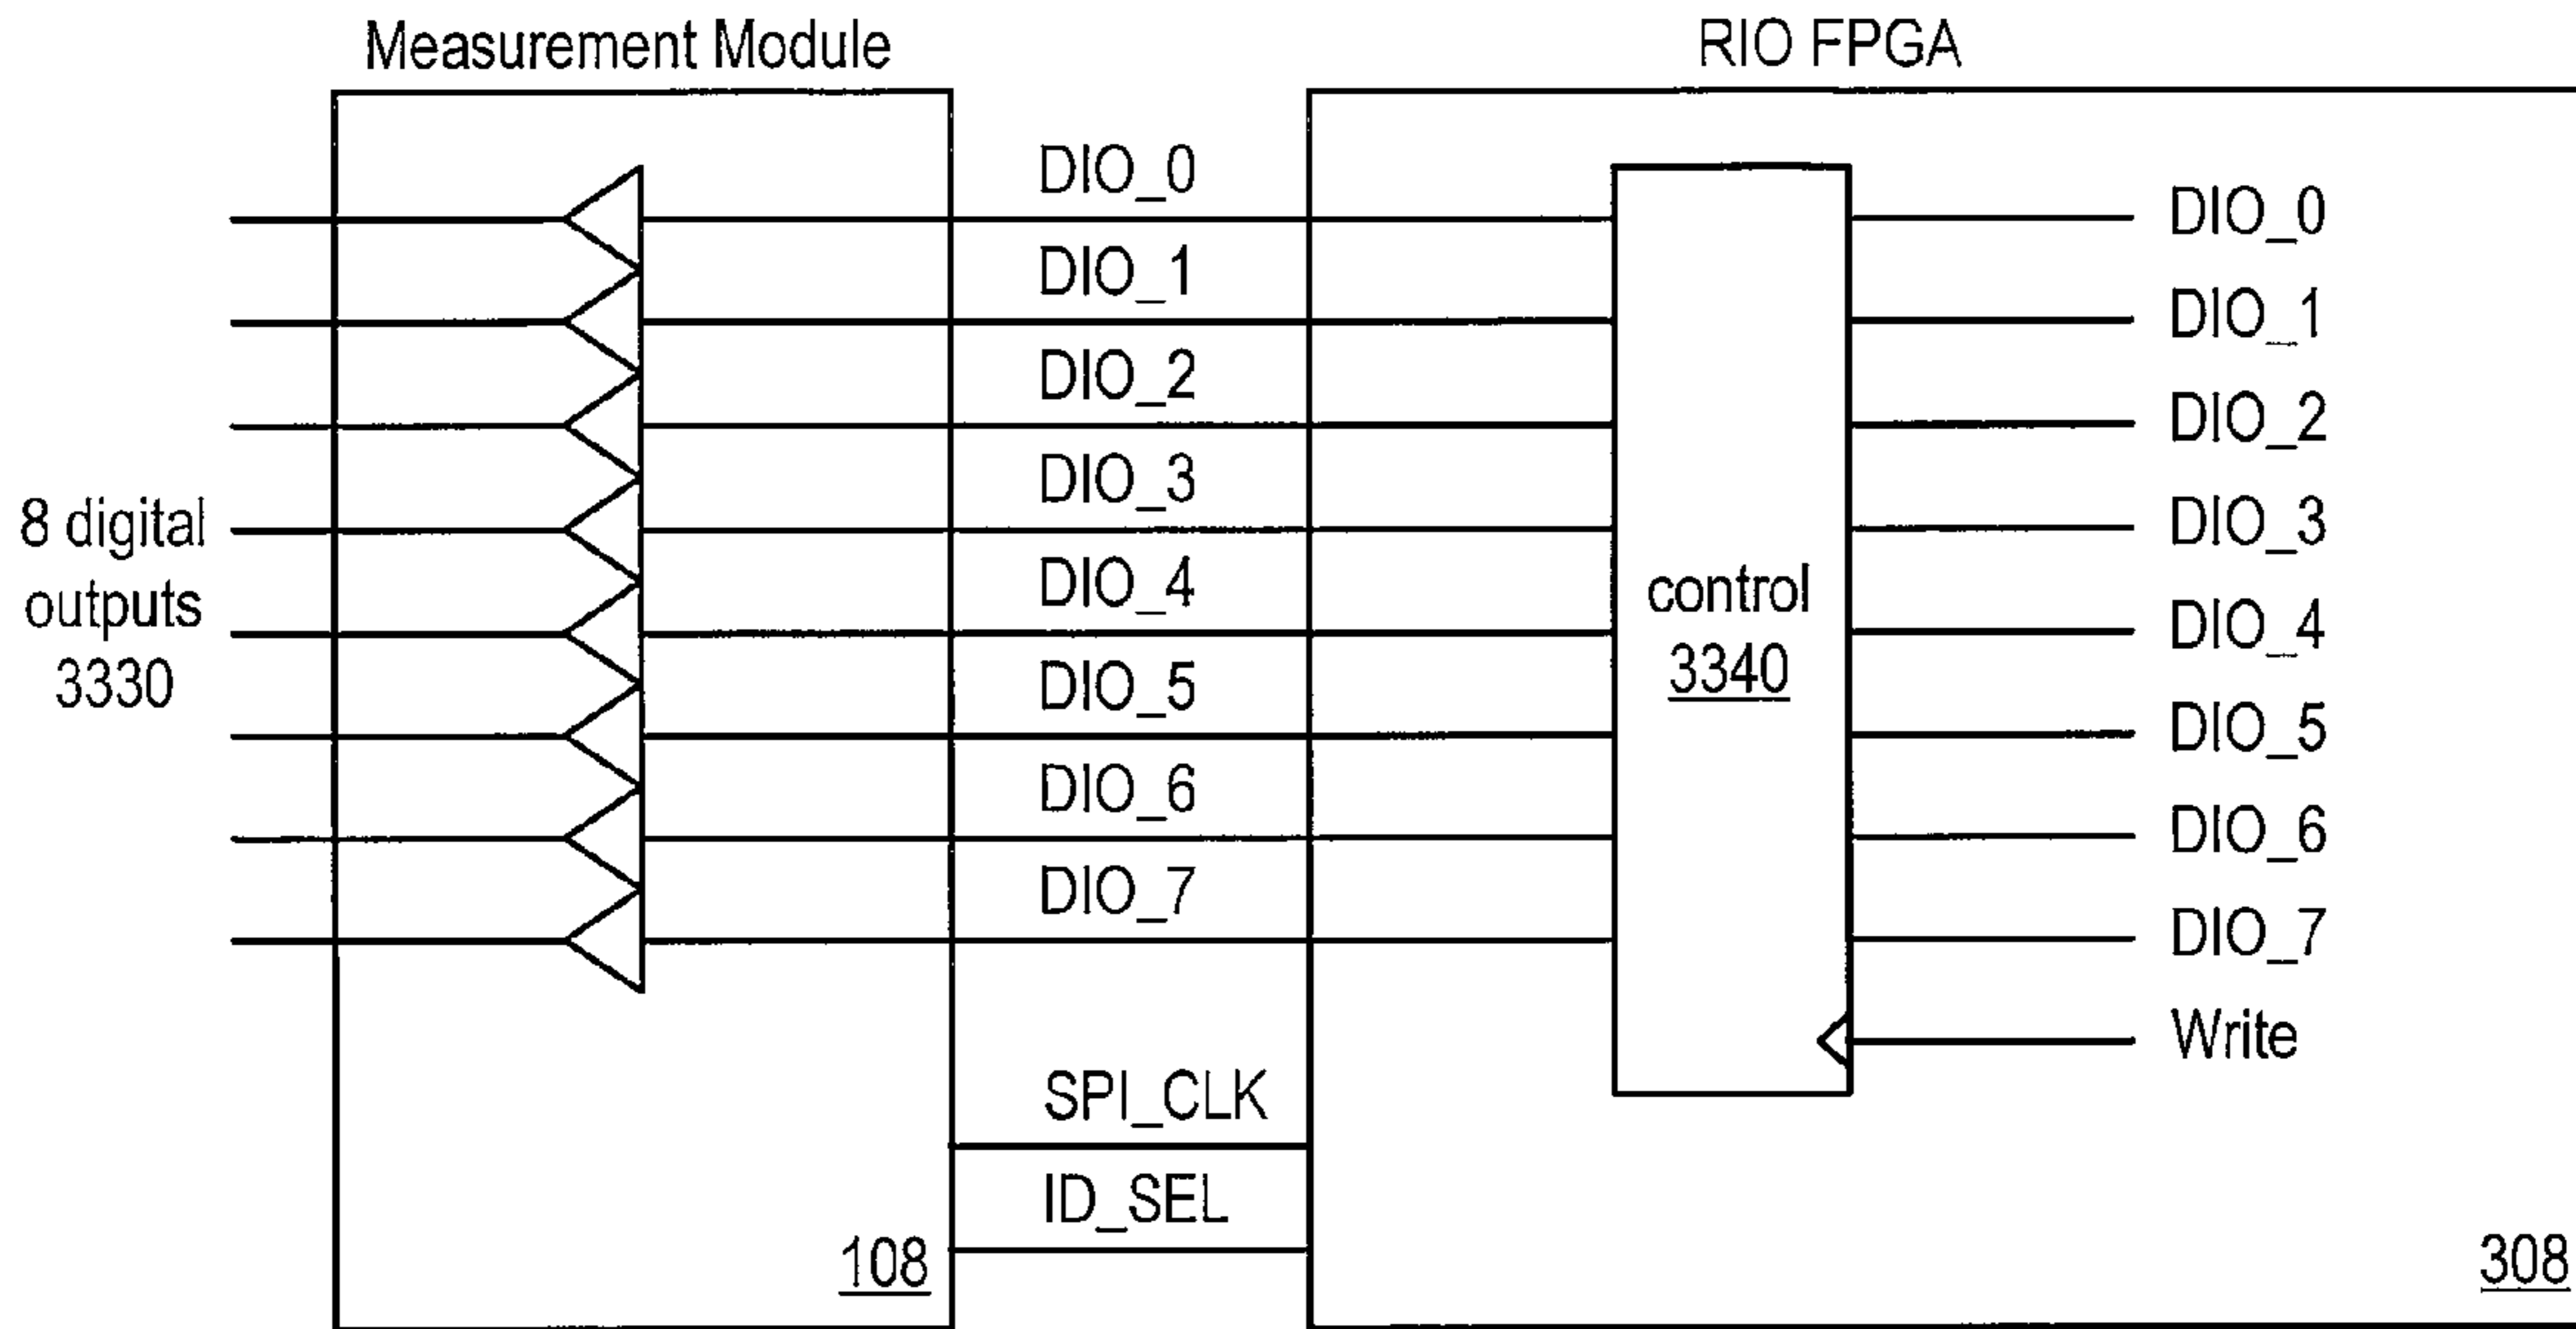 Measurement Module
RIO FPGA
DIO_0
DIO_0
DIO_1
DIO_1
DIO_2
DIO_2
DIO_3
DIO_3
8 digital
outputs
3330
DIO_4
DIO_4
control
3340
DIO_5
DIO_5
DIO_6
DIO_6
DIO_7
DIO_7
Write
SPI_CLK
ID_SEL
108
308